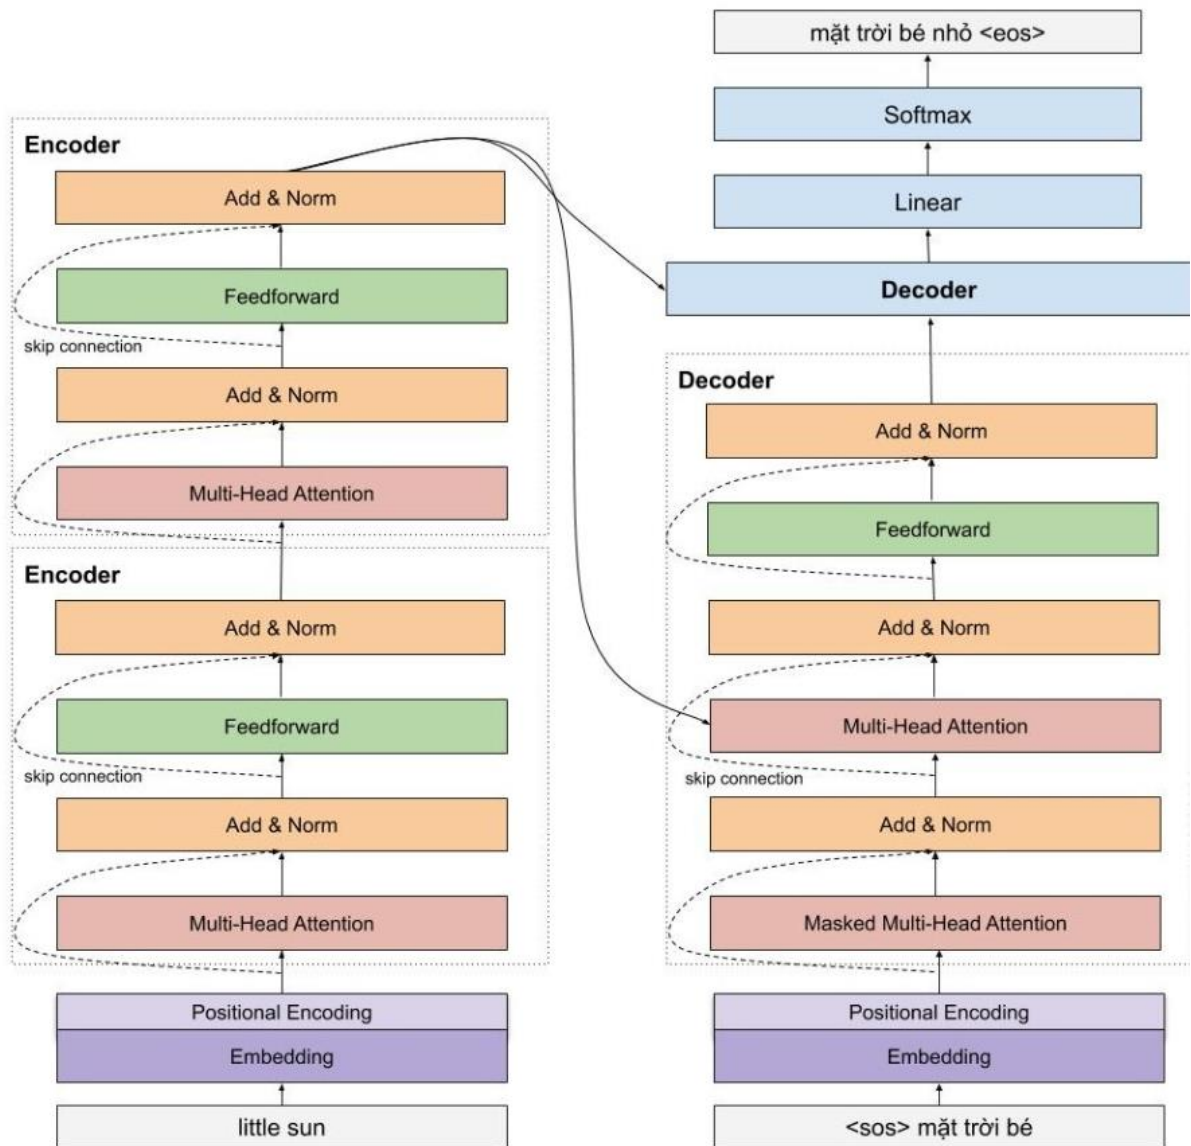 Encoder
Add & Norm
Feedforward
skip connection
Add & Norm
Multi-Head Attention
Encoder
Add & Norm
Feedforward
skip connection
Add & Norm
Multi-Head Attention
Positional Encoding
Embedding
little sun
mặt trời bé nhỏ <eos>
Softmax
Linear
Decoder
Decoder
Add & Norm
Feedforward
Add & Norm
Multi-Head Attention
skip connection
Add & Norm
Masked Multi-Head Attention
Positional Encoding
Embedding
<sos> mặt trời bé